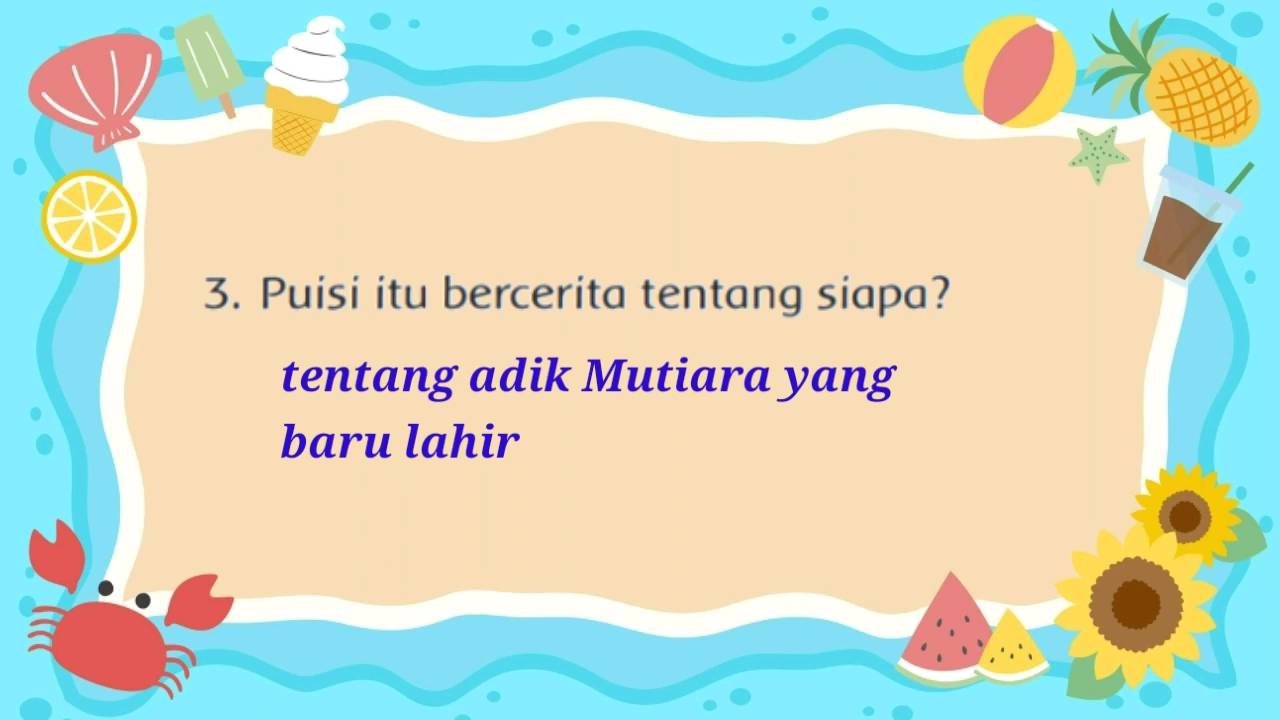 3. Puisi itu bercerita tentang siapa?
tentang adik Mutiara yang
baru lahir